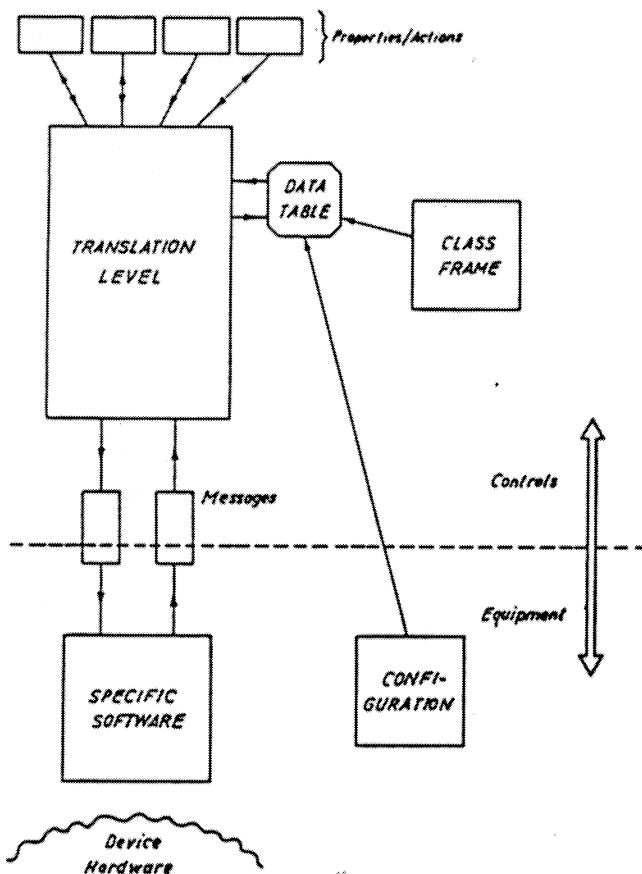 Properties/Actions
DATA
TABLE
TRANSLATION
LEVEL
CLASS
FRAME
Messages
Controls
Equipment
SPECIFIC
SOFTWARE
CONFI-
GURATION
Device
Hardware